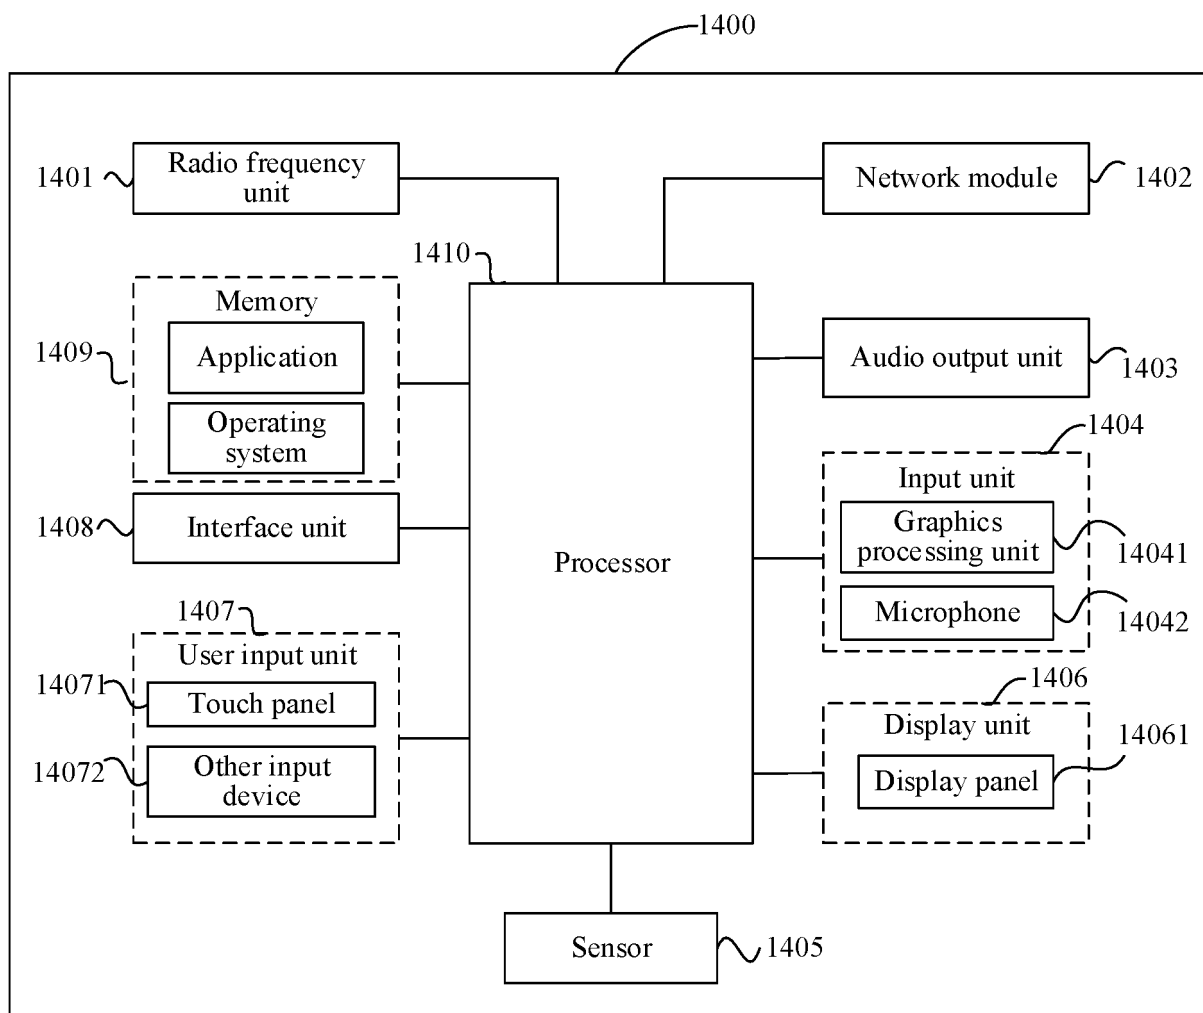 1400
1401
Radio frequency
unit
Network module
1402
1410
Memory
1409
Application
Operating
system
Audio output unit
1403
1404
Input unit
Graphics
processing unit
14041
Microphone
14042
1408
Interface unit
Processor
1407
User input unit
14071
Touch panel
14072
Other input
device
1406
Display unit
14061
Display panel
Sensor
1405